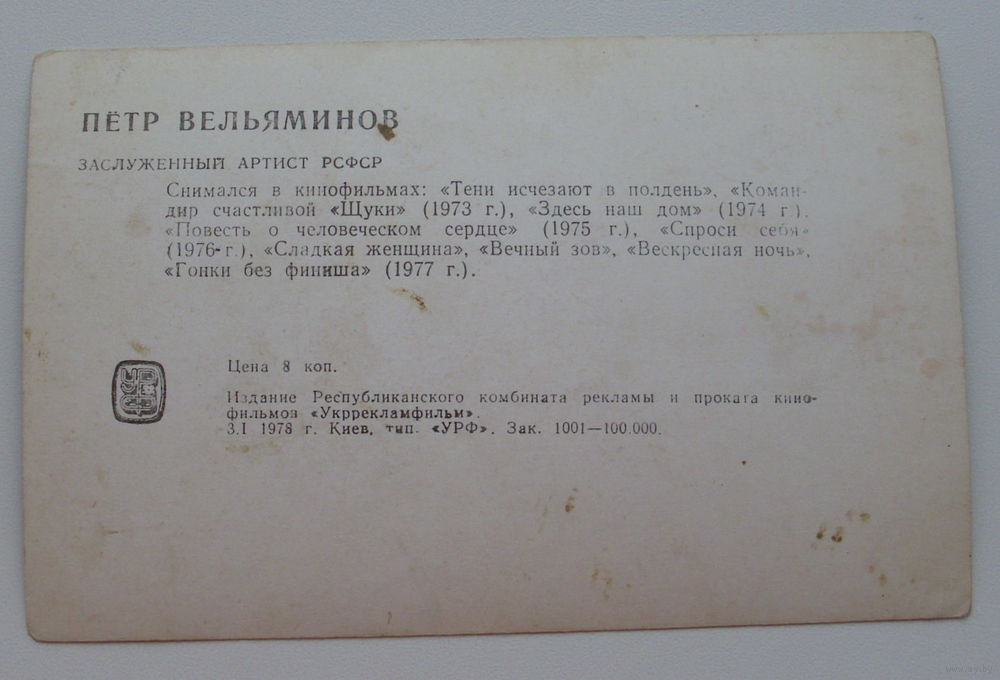 ПЁТР ВЕЛЬЯМИНОВ
ЗАСЛУЖЕННЫЙ АРТИСТ РСФСР
Снимался в кинофильмах: «Тени исчезают в полдень», «Коман-
дир счастливой «Щуки» (1973 г.), «Здесь наш дом» (1974 г.),
«Повесть о человеческом сердце» (1975 г.), «Спроси себя»
(1976 г.), «Сладкая женщина», «Вечный зов», «Воскресная ночь»,
«Гонки без финиша» (1977 г.).
Цена 8 коп.
Издание Республиканского комбината рекламы и проката кино-
фильмов «Укррекламфильм».
3.I 1978 г. Киев, тип. «УРФ». Зак. 1001—100.000.